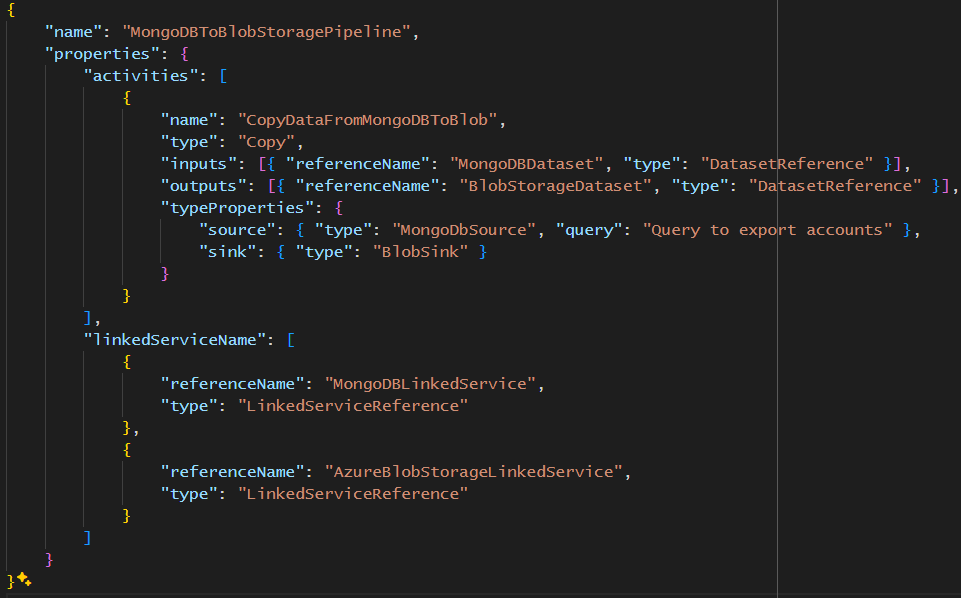 {
    "name": "MongoDBToBlobStoragePipeline",
    "properties": {
        "activities": [
            {
                "name": "CopyDataFromMongoDBToBlob",
                "type": "Copy",
                "inputs": [{ "referenceName": "MongoDBDataset", "type": "DatasetReference" }],
                "outputs": [{ "referenceName": "BlobStorageDataset", "type": "DatasetReference" }],
                "typeProperties": {
                    "source": { "type": "MongoDbSource", "query": "Query to export accounts" },
                    "sink": { "type": "BlobSink" }
                }
            }
        ],
        "linkedServiceName": [
            {
                "referenceName": "MongoDBLinkedService",
                "type": "LinkedServiceReference"
            },
            {
                "referenceName": "AzureBlobStorageLinkedService",
                "type": "LinkedServiceReference"
            }
        ]
    }
}